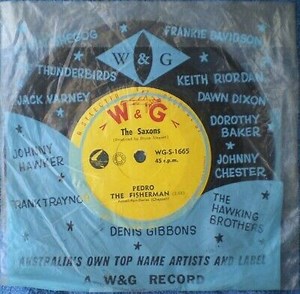 FRANKIE DAVIDSON
W & G
THUNDERBIRDS
KEITH RIORDAN
JACK VARNEY
DAWN DIXON
W & G
DOROTHY
BAKER
The Saxons
WG-S-1665
45 r.p.m.
JOHNNY
HAWKER
JOHNNY
CHESTER
PEDRO
THE FISHERMAN
FRANK TRAYNOR
THE
HAWKING
BROTHERS
DENIS GIBBONS
AUSTRALIA'S OWN TOP NAME ARTISTS AND LABEL
A W&G RECORD